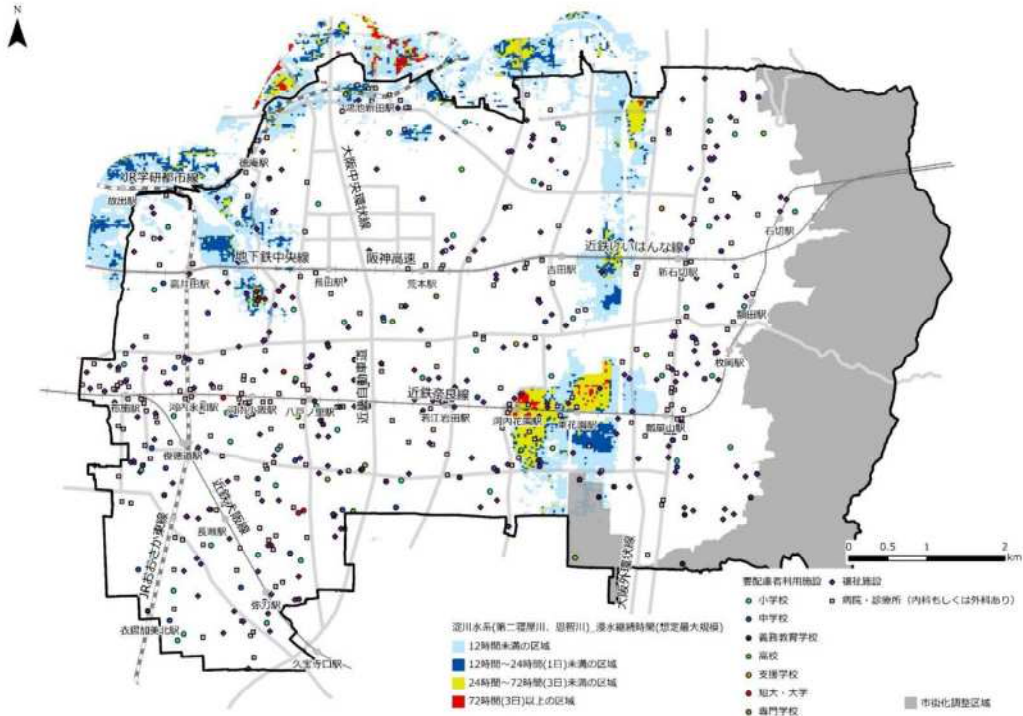 N
鴻池新田駅
徳庵駅
JR学研都市線
放出駅
大阪中央環状線
石切駅
近鉄けいはんな線
地下鉄中央線
阪神高速
吉田駅
新石切駅
高井田駅
長田駅
荒本駅
額田駅
枚岡駅
近畿自動車道
近鉄奈良線
布施駅
河内永和駅
河内小阪駅
八戸ノ里駅
若江岩田駅
河内花園駅
東花園駅
瓢箪山駅
俊徳道駅
近鉄大阪線
長瀬駅
JRおおさか東線
大阪外環状線
弥刀駅
衣摺加美北駅
久宝寺口駅
0 0.5 1 2
km
淀川水系(第二寝屋川、恩智川)_浸水継続時間(想定最大規模)
12時間未満の区域
12時間～24時間(1日)未満の区域
24時間～72時間(3日)未満の区域
72時間(3日)以上の区域
要配慮者利用施設
小学校
中学校
義務教育学校
高校
支援学校
短大・大学
専門学校
福祉施設
病院・診療所（内科もしくは外科あり）
市街化調整区域